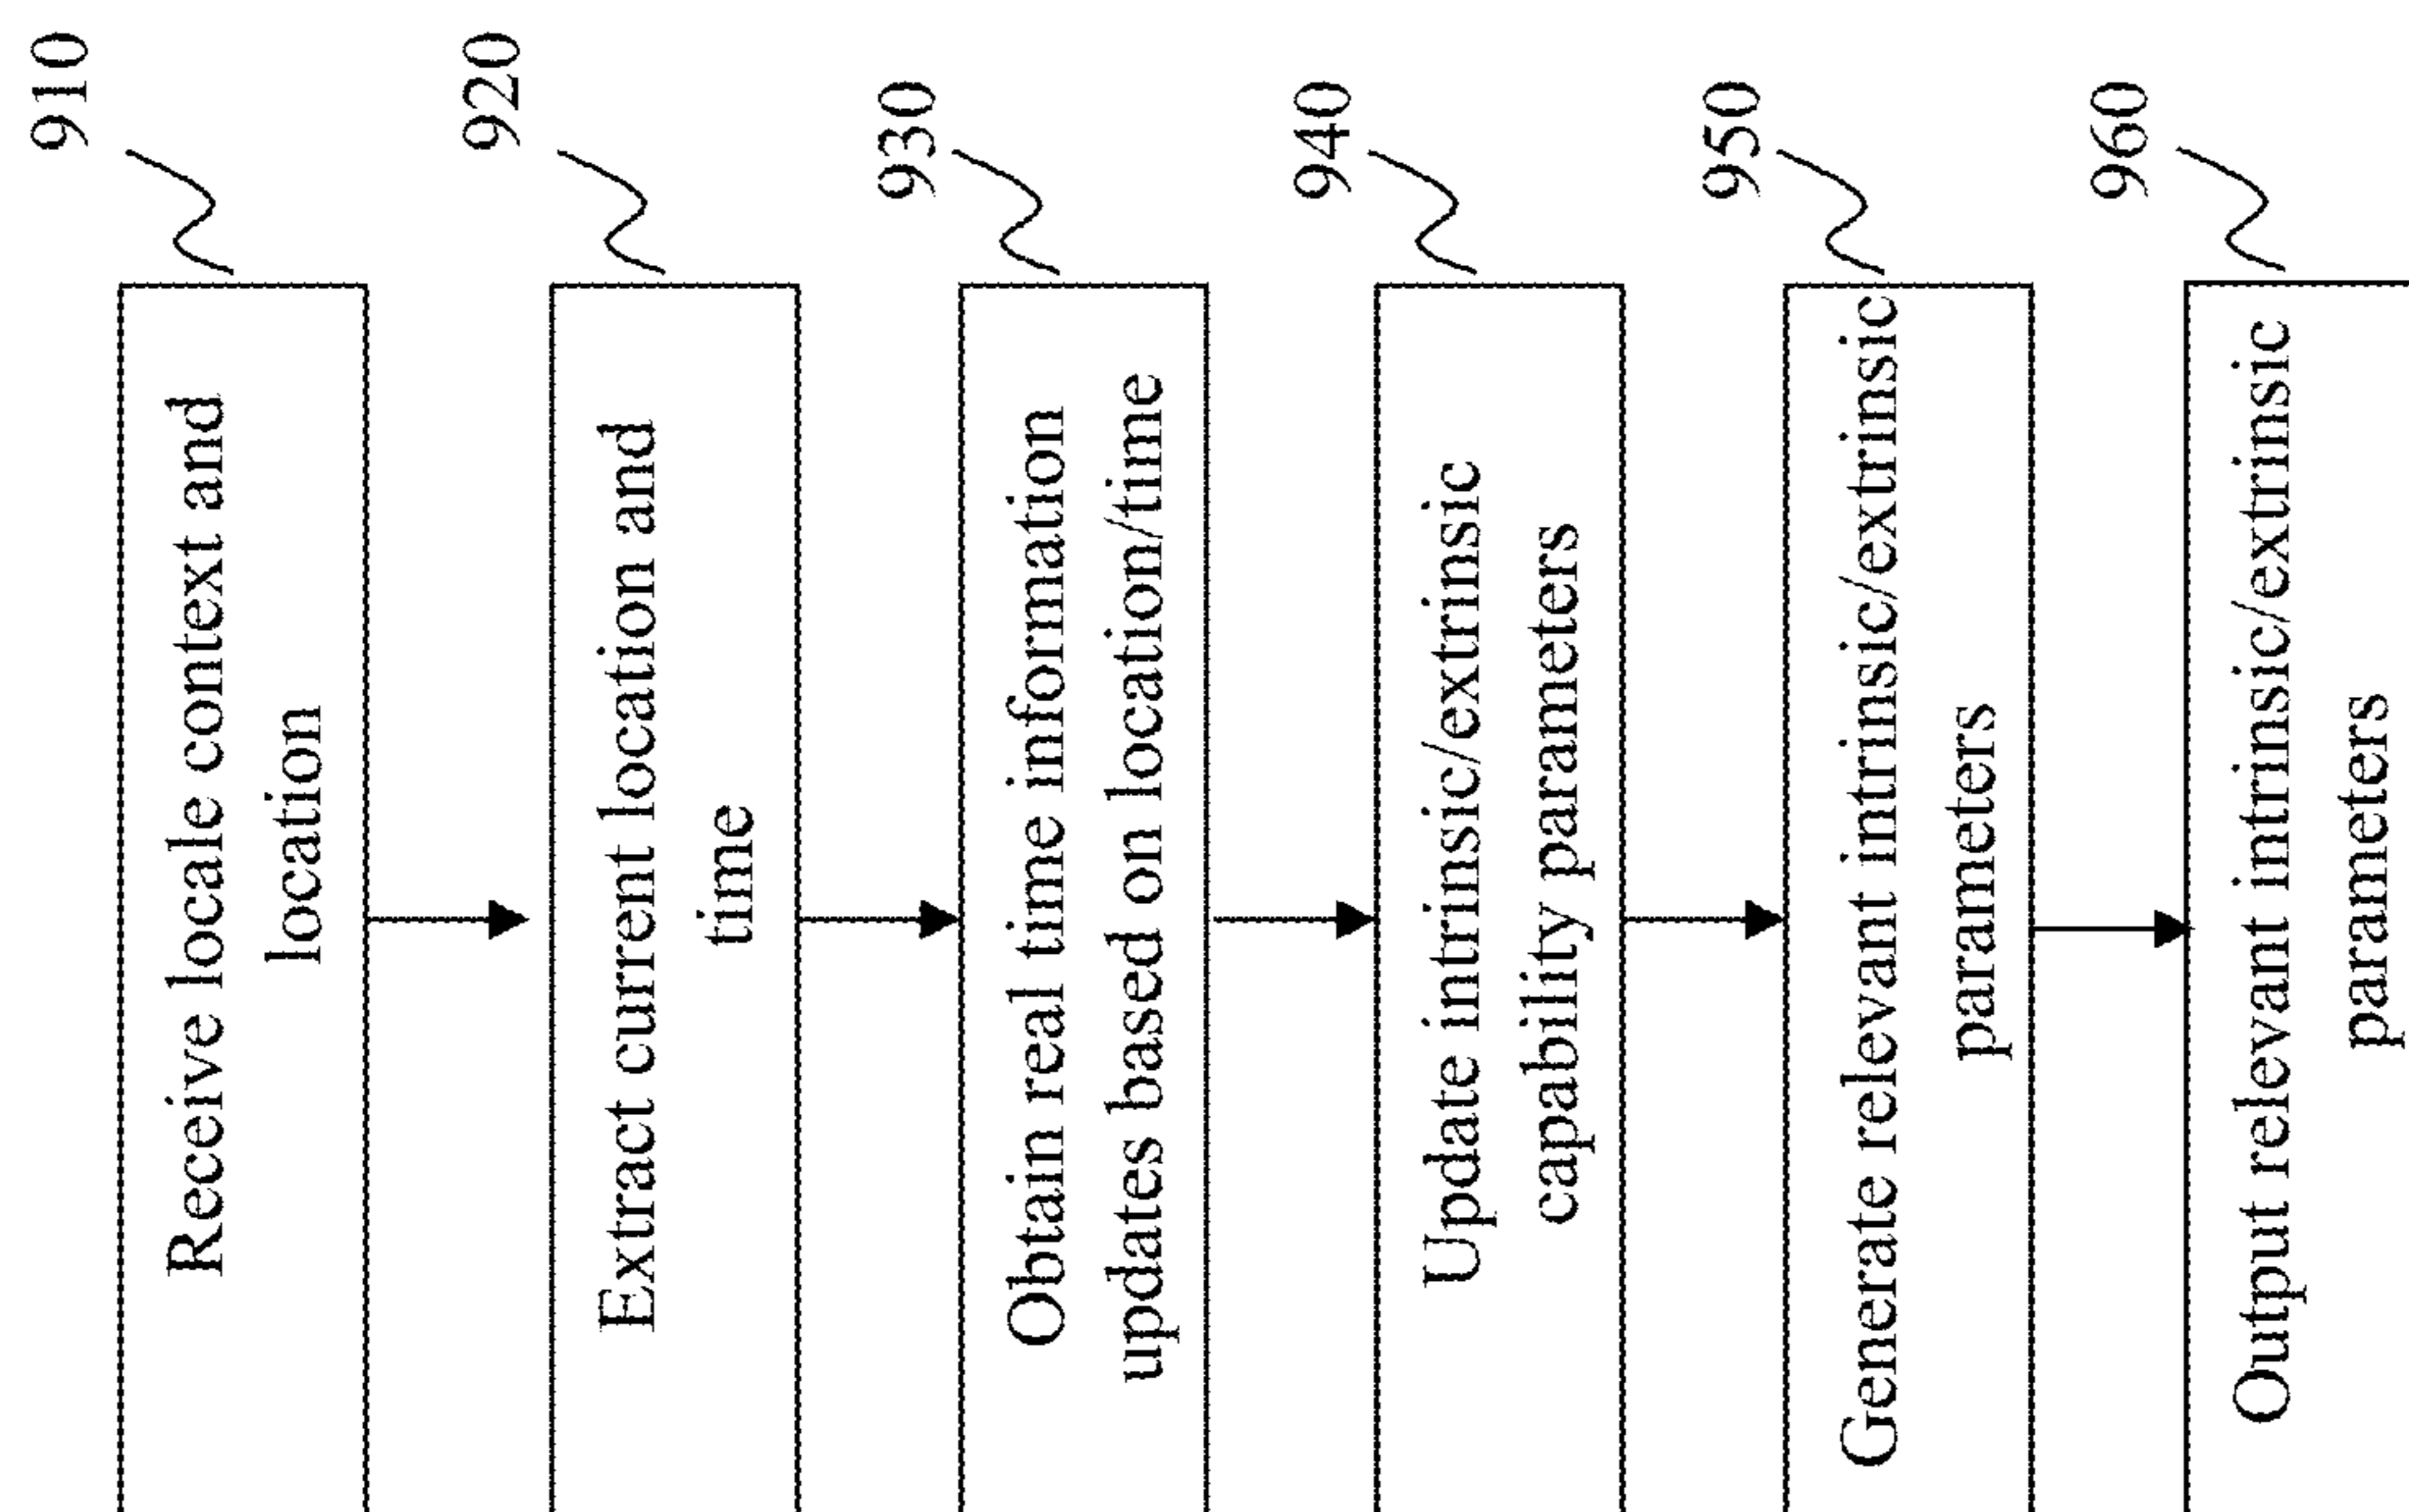 910
Receive locale context and
location
920
Extract current location and
time
930
Obtain real time information
updates based on location/time
940
Update intrinsic/extrinsic
capability parameters
950
Generate relevant intrinsic/extrinsic
parameters
960
Output relevant intrinsic/extrinsic
parameters